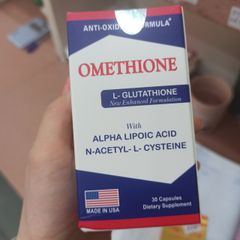 ANTI-OXIDANT FORMULA
OMETHIONE
L- GLUTATHIONE
New Enhanced Formulation
With
ALPHA LIPOIC ACID
N-ACETYL- L- CYSTEINE
MADE IN USA
30 Capsules
Dietary Supplement